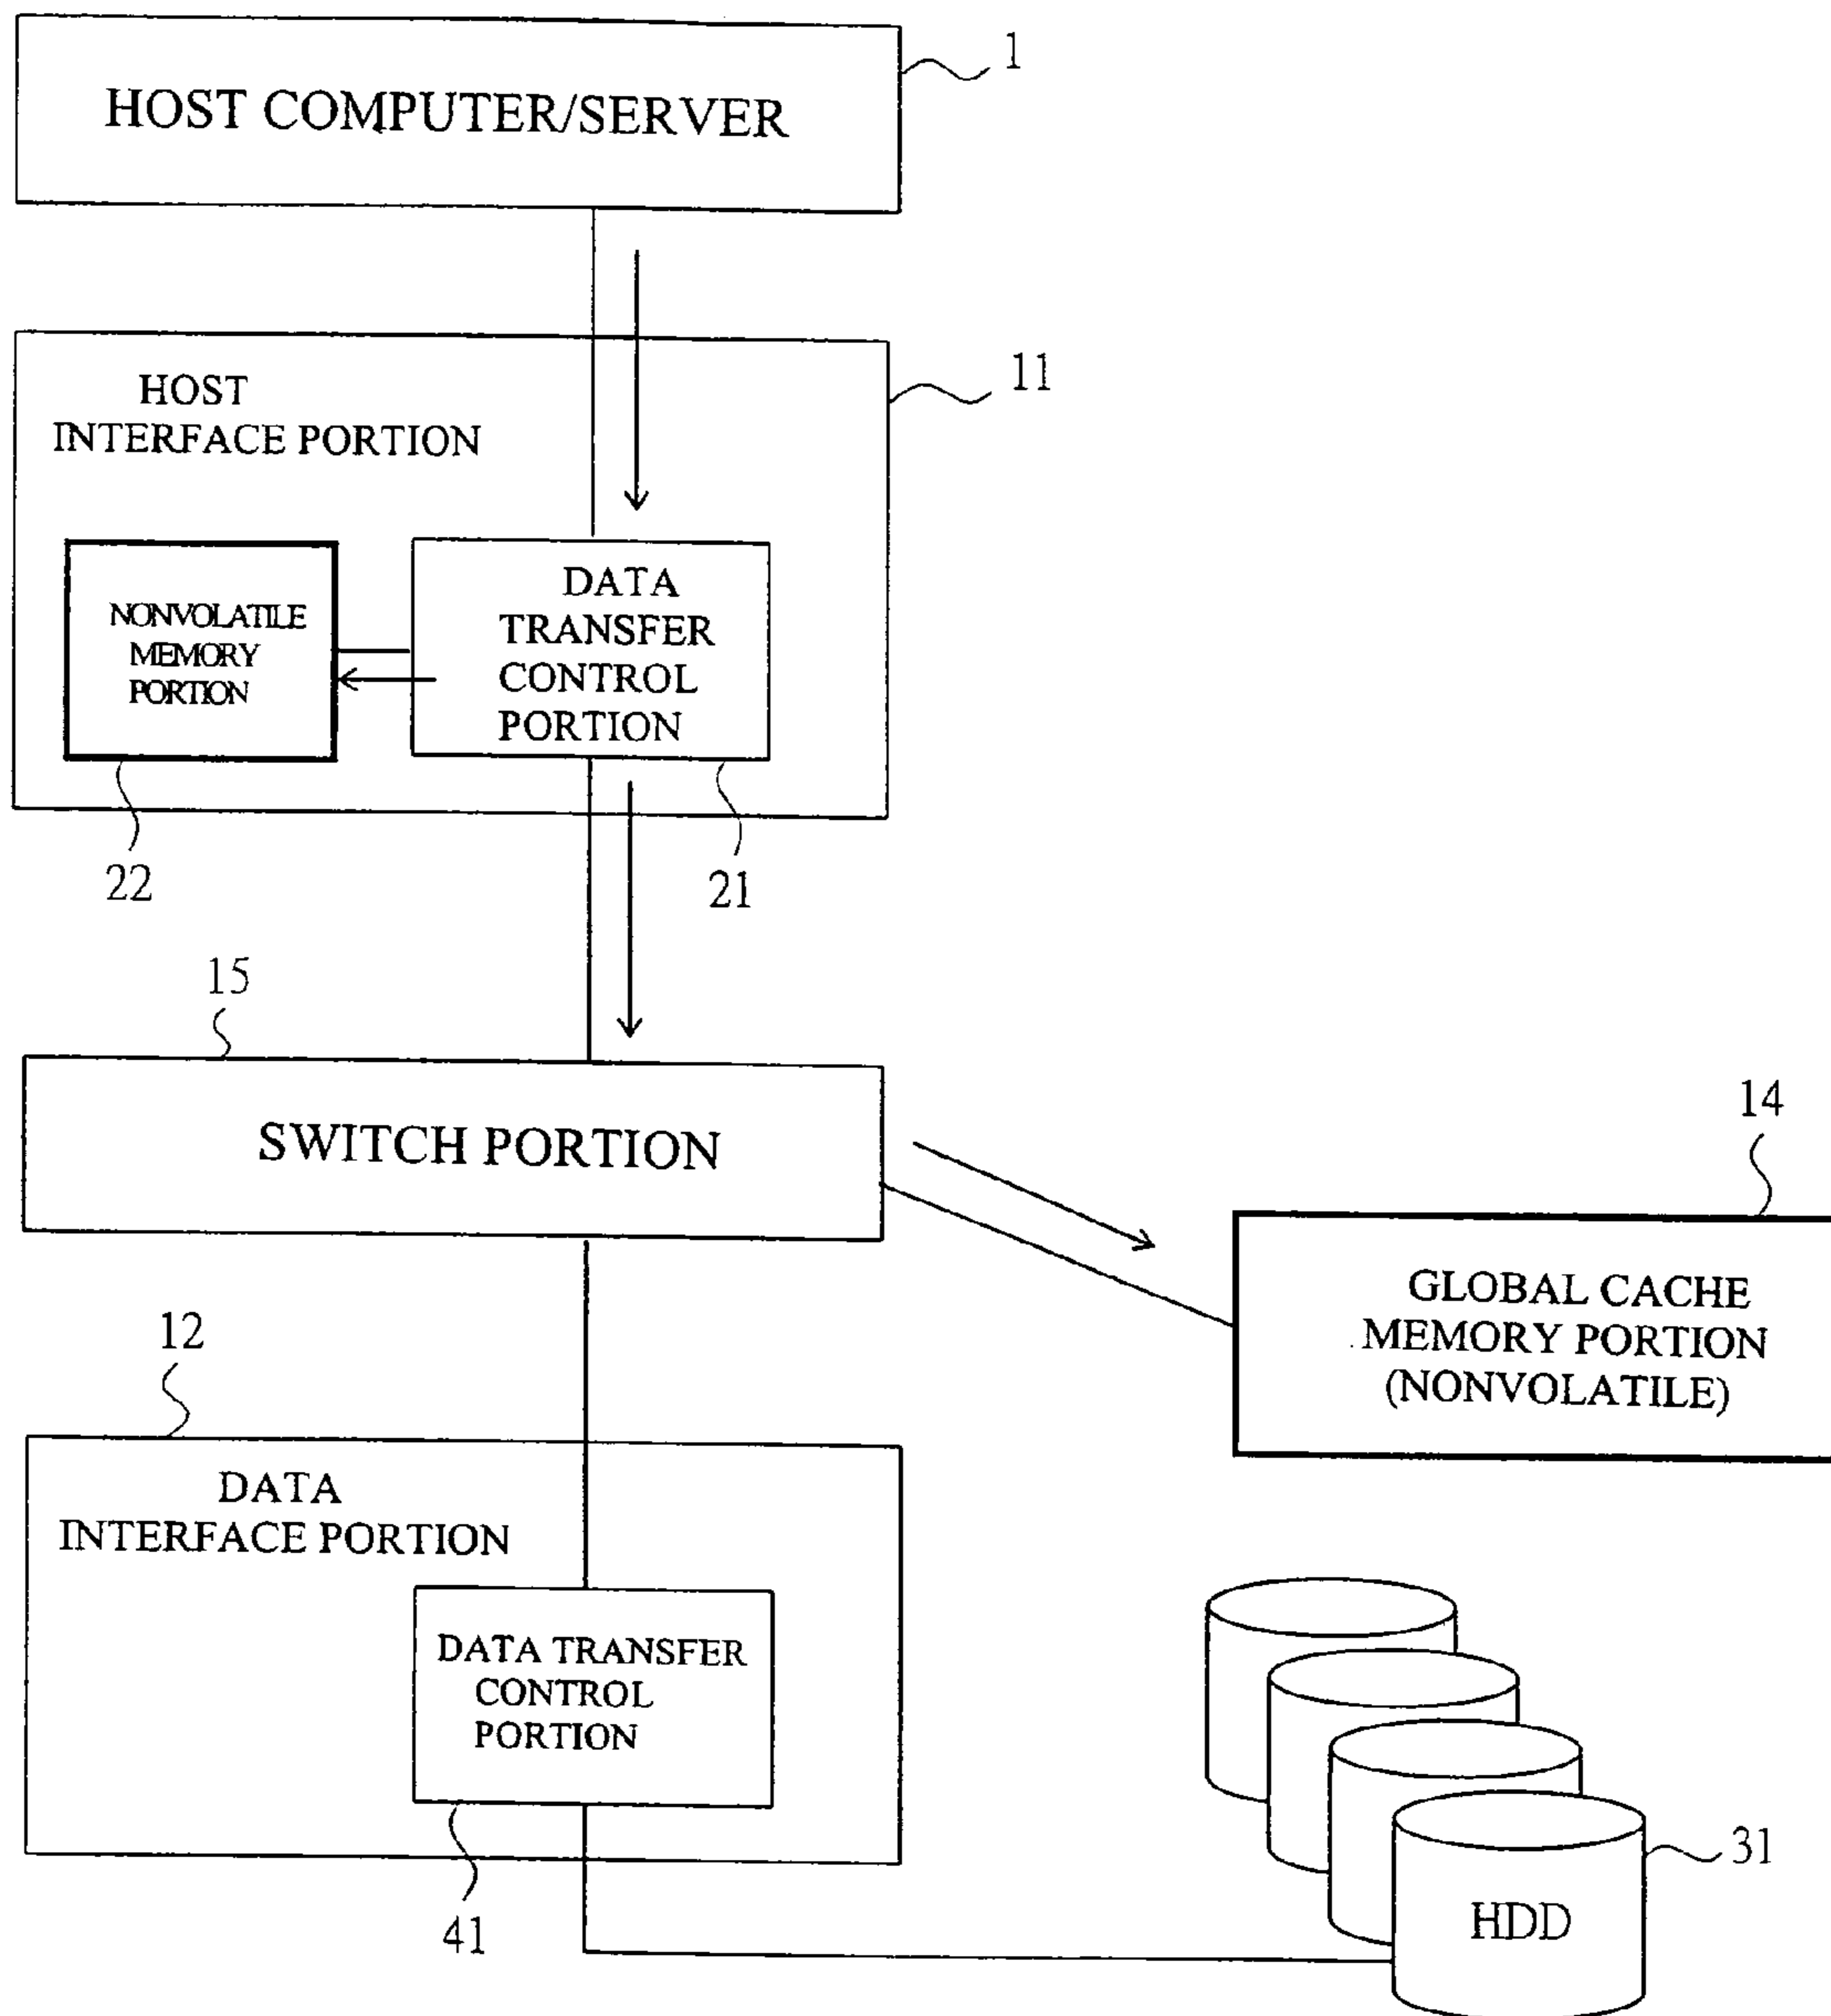 HOST COMPUTER/SERVER
1
HOST
INTERFACE PORTION
11
NONVOLATILE
MEMORY
PORTION
DATA
TRANSFER
CONTROL
PORTION
22
21
15
SWITCH PORTION
14
GLOBAL CACHE
MEMORY PORTION
(NONVOLATILE)
12
DATA
INTERFACE PORTION
DATA TRANSFER
CONTROL
PORTION
41
31
HDD